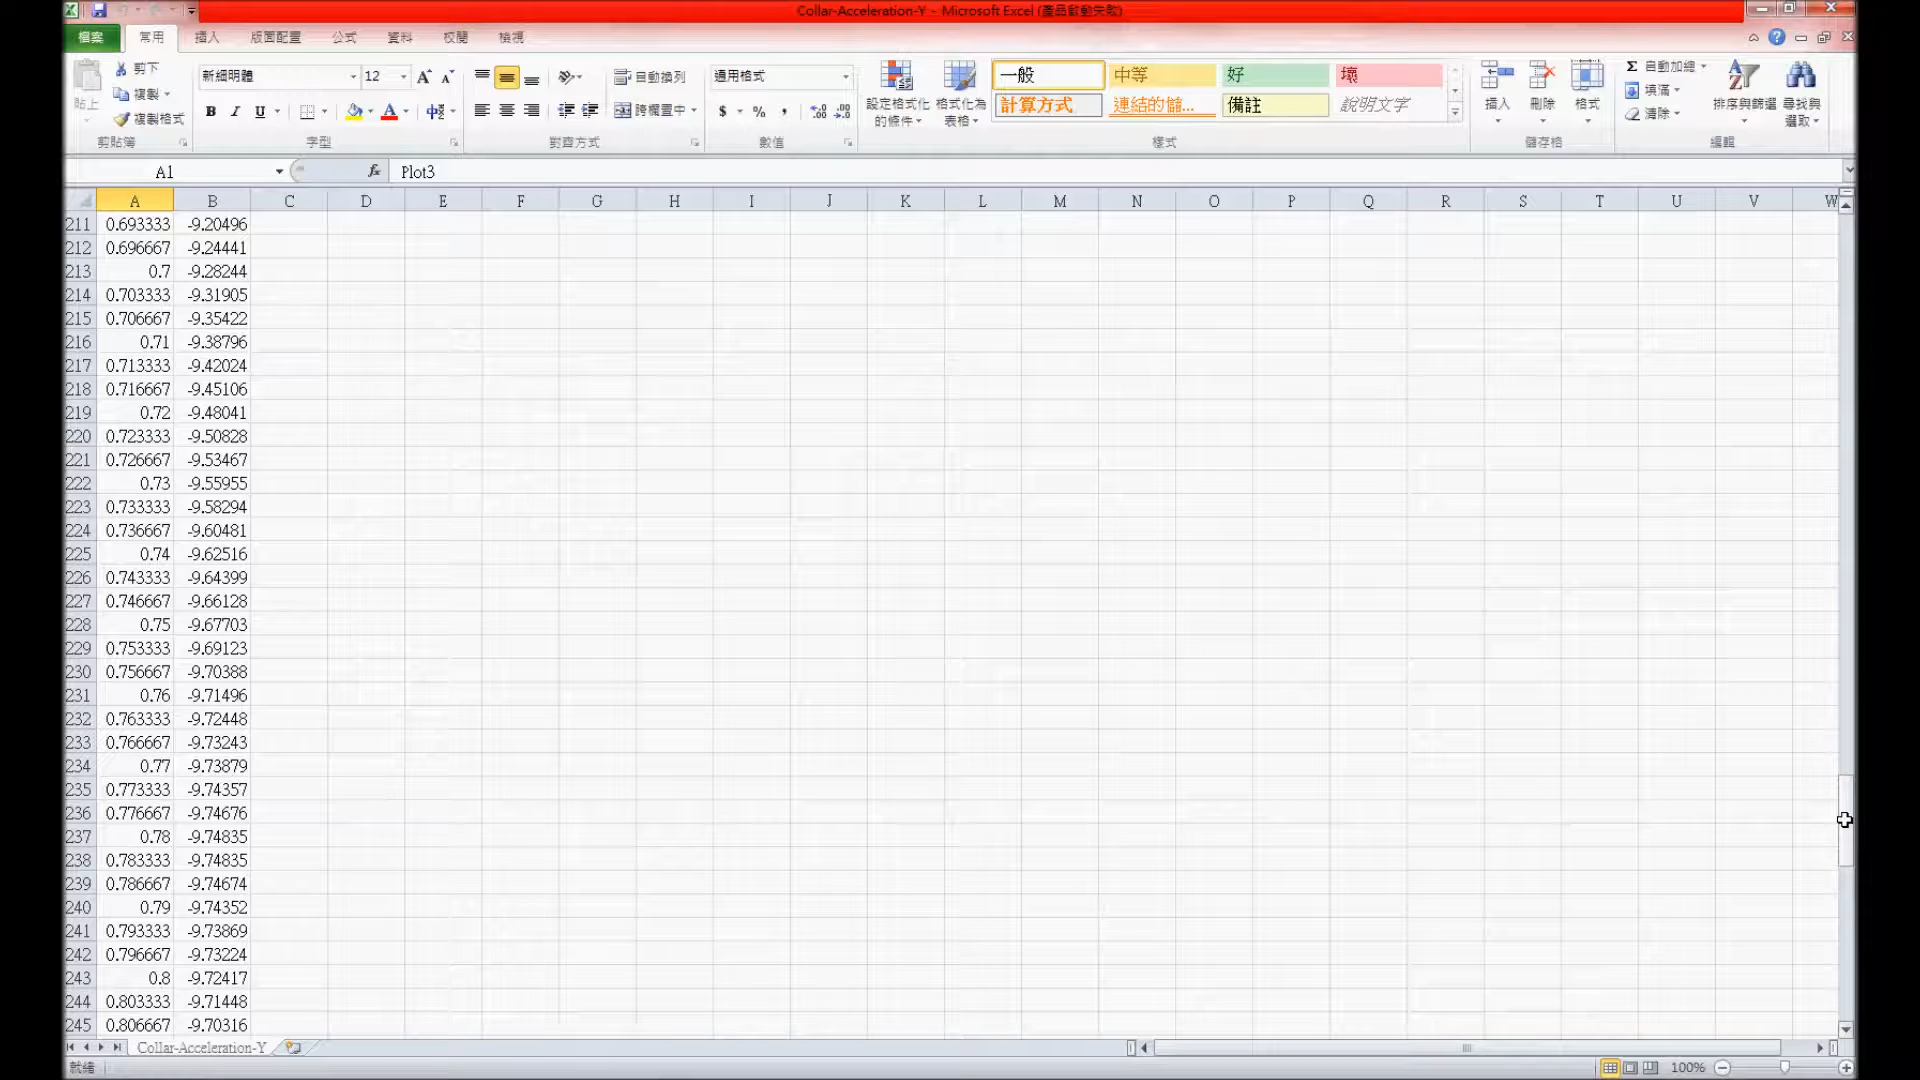 Collar-Acceleration-Y - Microsoft Excel (產品啟動失敗)
檔案 常用 插入 版面配置 公式 資料 校閱 檢視
貼上 剪下 複製 複製格式 剪貼簿
新細明體 12 B I U 字型
自動換列 跨欄置中 對齊方式
通用格式 $ % , 數值
設定格式化的條件 格式化為表格
一般 中等 好 壞
計算方式 連結的儲... 備註 說明文字 樣式
插入 刪除 格式 儲存格
Σ 自動加總 填滿 清除 排序與篩選 尋找與選取 編輯
A1 fx Plot3
A B C D E F G H I J K L M N O P Q R S T U V W
211 0.693333 -9.20496
212 0.696667 -9.24441
213 0.7 -9.28244
214 0.703333 -9.31905
215 0.706667 -9.35422
216 0.71 -9.38796
217 0.713333 -9.42024
218 0.716667 -9.45106
219 0.72 -9.48041
220 0.723333 -9.50828
221 0.726667 -9.53467
222 0.73 -9.55955
223 0.733333 -9.58294
224 0.736667 -9.60481
225 0.74 -9.62516
226 0.743333 -9.64399
227 0.746667 -9.66128
228 0.75 -9.67703
229 0.753333 -9.69123
230 0.756667 -9.70388
231 0.76 -9.71496
232 0.763333 -9.72448
233 0.766667 -9.73243
234 0.77 -9.73879
235 0.773333 -9.74357
236 0.776667 -9.74676
237 0.78 -9.74835
238 0.783333 -9.74835
239 0.786667 -9.74674
240 0.79 -9.74352
241 0.793333 -9.73869
242 0.796667 -9.73224
243 0.8 -9.72417
244 0.803333 -9.71448
245 0.806667 -9.70316
Collar-Acceleration-Y
就緒 100%